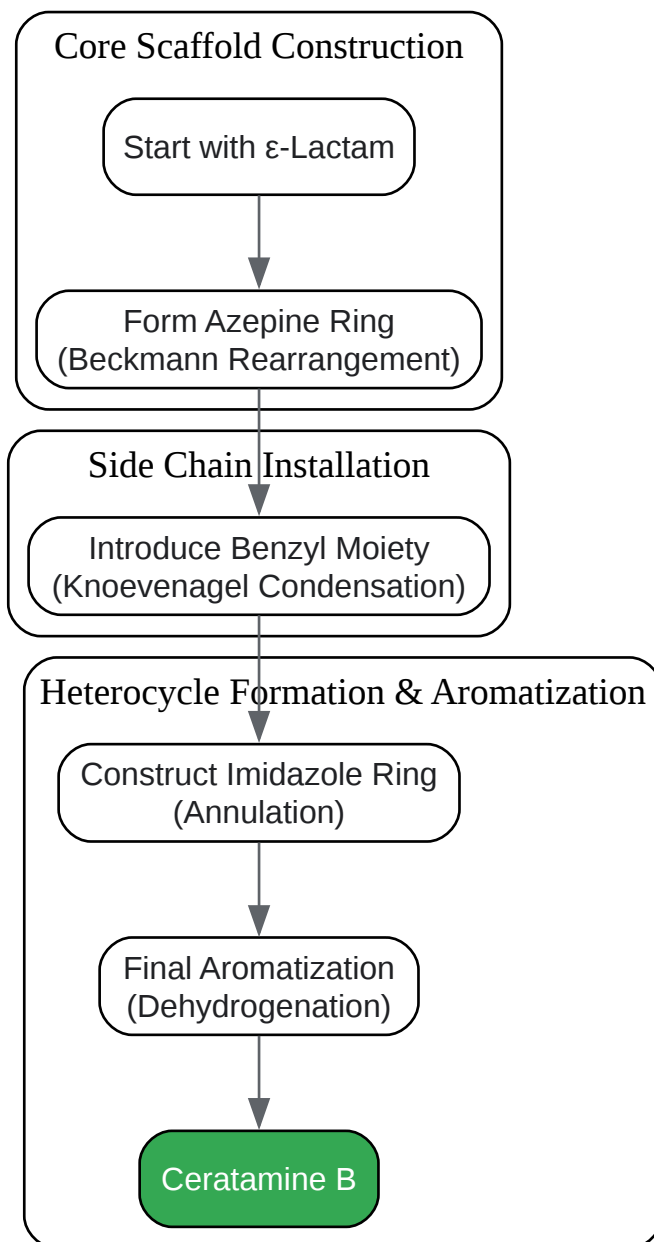 Core Scaffold Construction
Start with ε-Lactam
Form Azepine Ring
(Beckmann Rearrangement)
Side Chain Installation
Introduce Benzyl Moiety
(Knoevenagel Condensation)
Heterocycle Formation & Aromatization
Construct Imidazole Ring
(Annulation)
Final Aromatization
(Dehydrogenation)
Ceratamine B